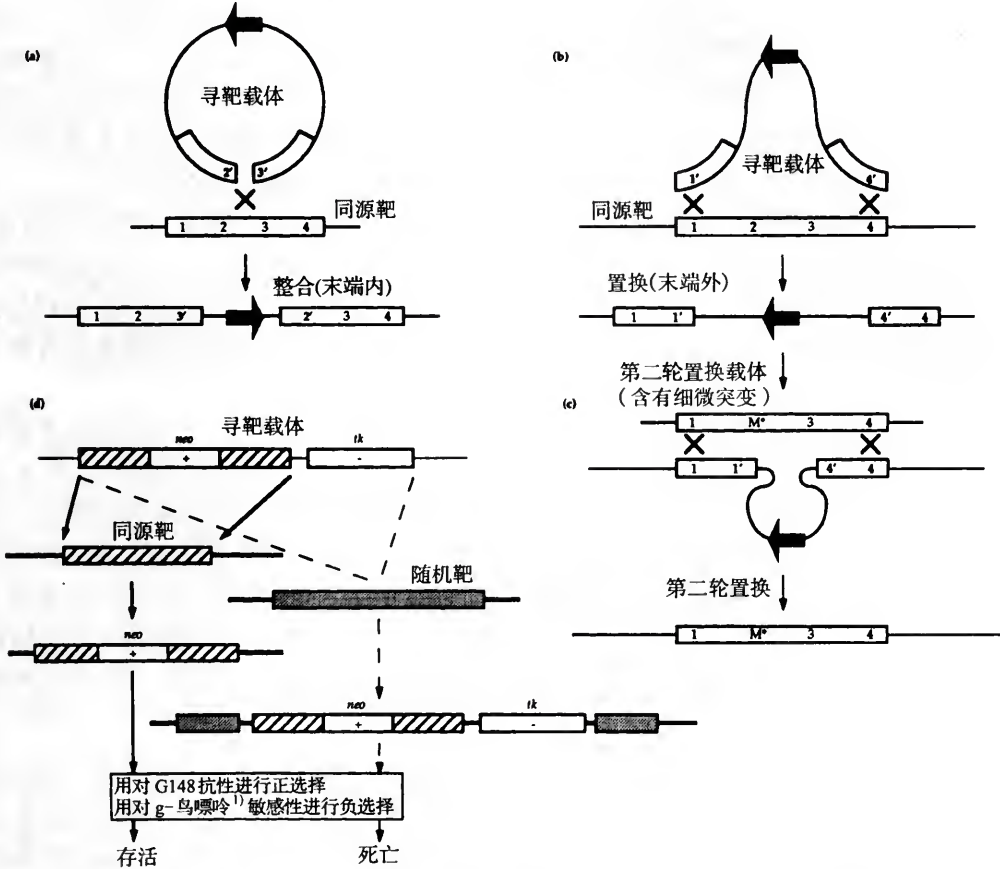 (a)
寻靶载体
2′ 3′
同源靶
1 2 3 4
整合(末端内)
1 2 3′ 2′ 3 4
(b)
寻靶载体
1′ 4′
同源靶
1 2 3 4
置换(末端外)
1 1′ 4′ 4
第二轮置换载体
(含有细微突变)
(c)
1 M* 3 4
1 1′ 4′ 4
第二轮置换
1 M* 3 4
(d)
寻靶载体
neo tk
+ -
同源靶
随机靶
neo
+
neo tk
+ -
用对 G148抗性进行正选择
用对 g-鸟嘌呤1)敏感性进行负选择
存活 死亡